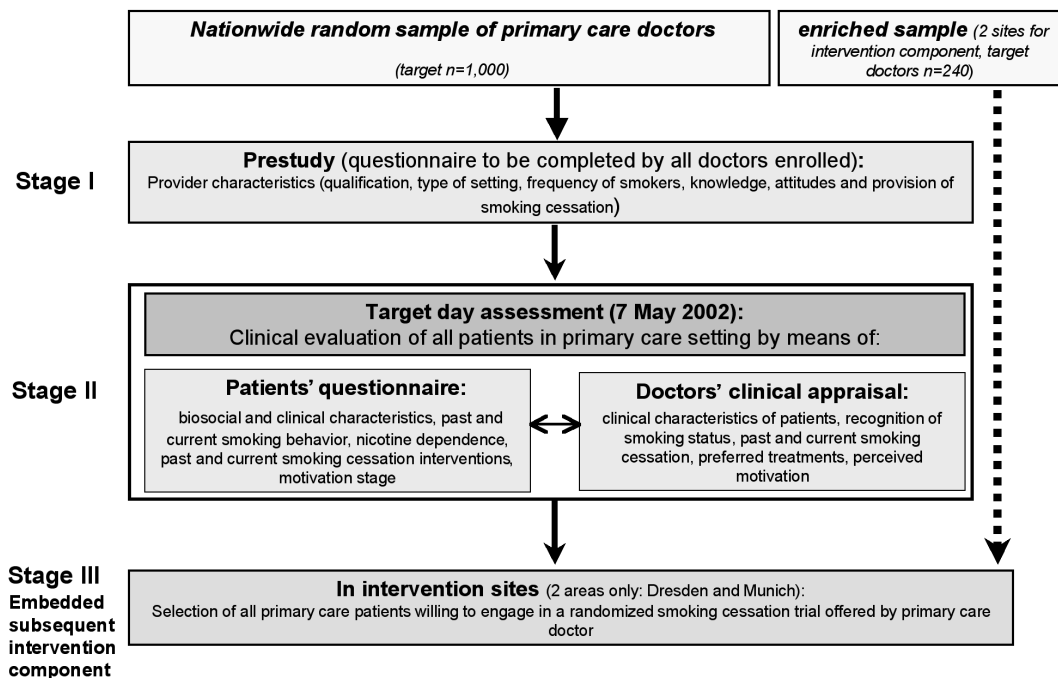 Nationwide random sample of primary care doctors
(target n=1,000)
enriched sample (2 sites for
intervention component, target
doctors n=240)
Stage I
Prestudy (questionnaire to be completed by all doctors enrolled):
Provider characteristics (qualification, type of setting, frequency of smokers, knowledge, attitudes and provision of
smoking cessation)
Stage II
Target day assessment (7 May 2002):
Clinical evaluation of all patients in primary care setting by means of:
Patients’ questionnaire:
biosocial and clinical characteristics, past and
current smoking behavior, nicotine dependence,
past and current smoking cessation interventions,
motivation stage
Doctors’ clinical appraisal:
clinical characteristics of patients, recognition of
smoking status, past and current smoking
cessation, preferred treatments, perceived
motivation
Stage III
Embedded
subsequent
intervention
component
In intervention sites (2 areas only: Dresden and Munich):
Selection of all primary care patients willing to engage in a randomized smoking cessation trial offered by primary care
doctor